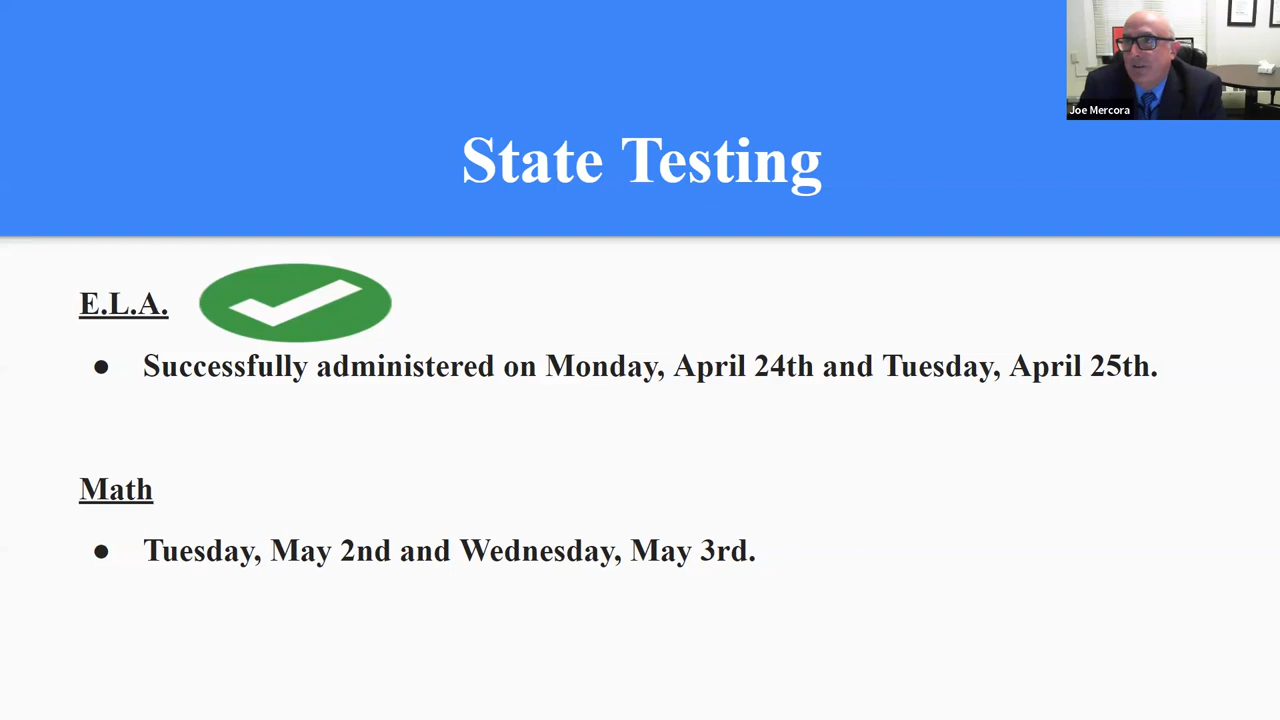 Joe Mercora
State Testing
E.L.A.
● Successfully administered on Monday, April 24th and Tuesday, April 25th.
Math
● Tuesday, May 2nd and Wednesday, May 3rd.